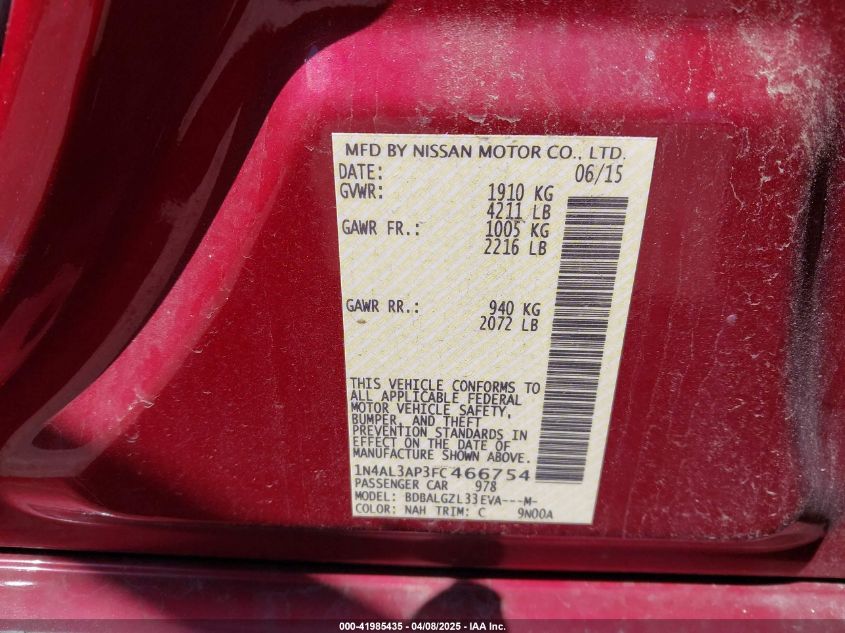 MFD BY NISSAN MOTOR CO., LTD.
DATE: 06/15
GVWR: 1910 KG
4211 LB
GAWR FR.: 1005 KG
2216 LB
GAWR RR.: 940 KG
2072 LB
THIS VEHICLE CONFORMS TO
ALL APPLICABLE FEDERAL
MOTOR VEHICLE SAFETY,
BUMPER, AND THEFT
PREVENTION STANDARDS IN
EFFECT ON THE DATE OF
MANUFACTURE SHOWN ABOVE.
1N4AL3AP3FC466754
PASSENGER CAR 978
MODEL: BDBALGZL33EVA---M-
COLOR: NAH TRIM: C 9N00A
000-41985435 - 04/08/2025 - IAA Inc.